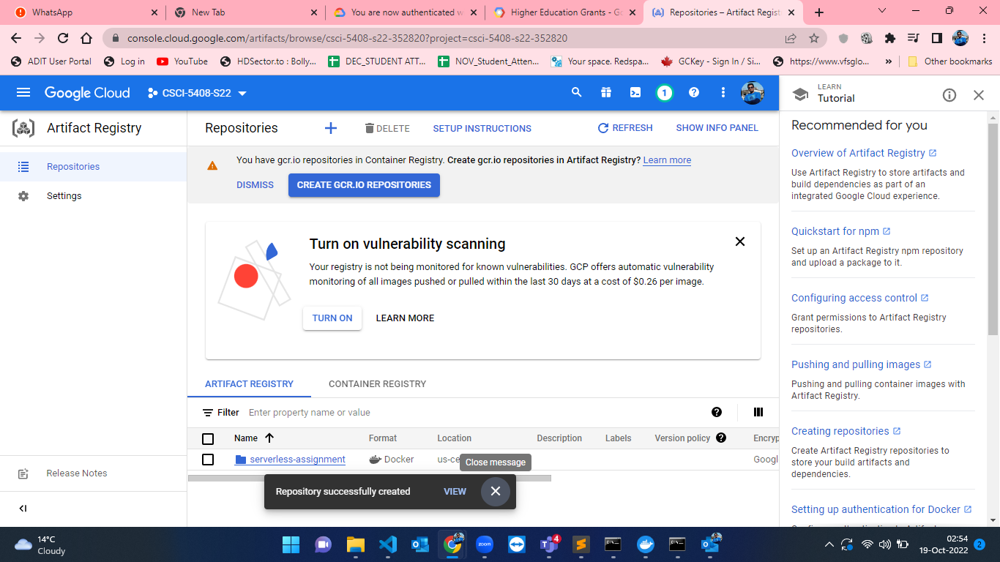 WhatsApp
New Tab
You are now authenticated w
Higher Education Grants - Go
Repositories – Artifact Regist
console.cloud.google.com/artifacts/browse/csci-5408-s22-352820?project=csci-5408-s22-352820
ADIT User Portal
Log in
YouTube
HDSector.to : Bolly...
DEC_STUDENT ATT...
NOV_Student_Atten...
Your space. Redspa...
GCKey - Sign In / Si...
https://www.vfsglo...
»
Other bookmarks
Google Cloud
CSCI-5408-S22
1
LEARN
Tutorial
Artifact Registry
Repositories
Settings
Release Notes
Repositories
DELETE
SETUP INSTRUCTIONS
REFRESH
SHOW INFO PANEL
You have gcr.io repositories in Container Registry. Create gcr.io repositories in Artifact Registry? Learn more
DISMISS
CREATE GCR.IO REPOSITORIES
Turn on vulnerability scanning
Your registry is not being monitored for known vulnerabilities. GCP offers automatic vulnerability
monitoring of all images pushed or pulled within the last 30 days at a cost of $0.26 per image.
TURN ON
LEARN MORE
ARTIFACT REGISTRY
CONTAINER REGISTRY
Filter Enter property name or value
Name Format Location Description Labels Version policy Encryp
serverless-assignment Docker us-ce Googl
Close message
Repository successfully created VIEW
Recommended for you
Overview of Artifact Registry
Use Artifact Registry to store artifacts and
build dependencies as part of an
integrated Google Cloud experience.
Quickstart for npm
Set up an Artifact Registry npm repository
and upload a package to it.
Configuring access control
Grant permissions to Artifact Registry
repositories.
Pushing and pulling images
Pushing and pulling container images with
Artifact Registry.
Creating repositories
Create Artifact Registry repositories to
store your build artifacts and
dependencies.
Setting up authentication for Docker
14°C
Cloudy
zoom
4
02:54
19-Oct-2022
2